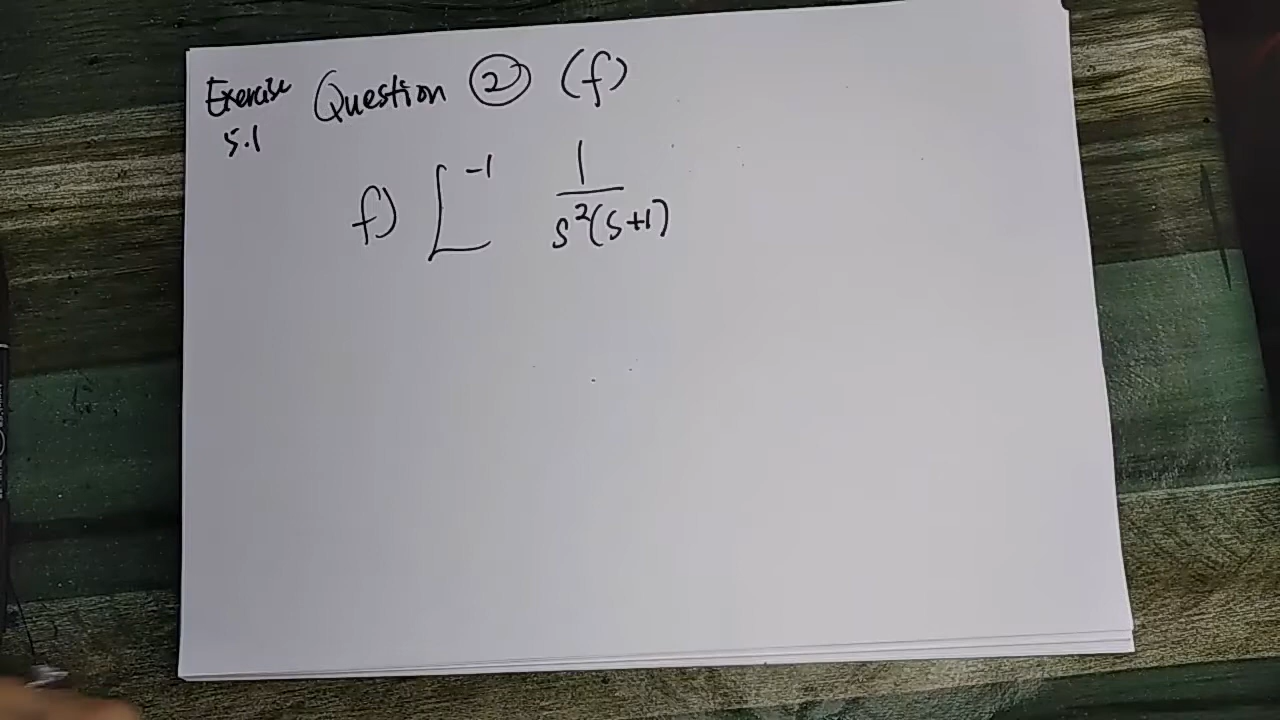 Exercise 5.1 Question ② (f)
f) L⁻¹ 1/(s²(s+1))